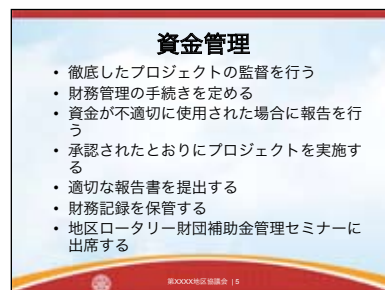 資金管理
• 徹底したプロジェクトの監督を行う
• 財務管理の手続きを定める
• 資金が不適切に使用された場合に報告を行
う
• 承認されたとおりにプロジェクトを実施す
る
• 適切な報告書を提出する
• 財務記録を保管する
• 地区ロータリー財団補助金管理セミナーに
出席する
第XXXX地区協議会 | 5